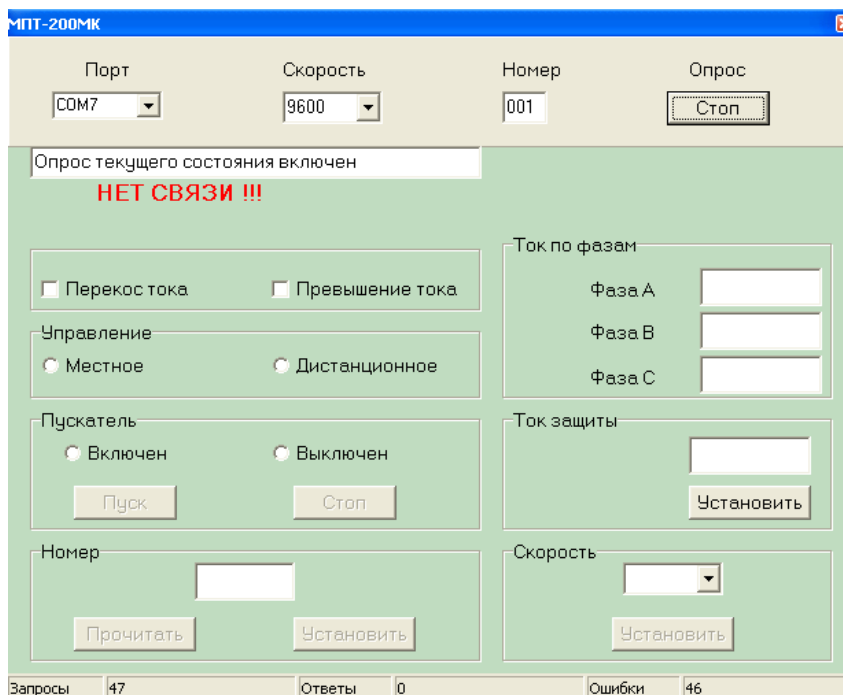 МПТ-200МК
Порт Скорость Номер Опрос
COM7 9600 001 Стоп
Опрос текущего состояния включен
НЕТ СВЯЗИ !!!
Ток по фазам
Перекос тока Превышение тока Фаза А
Управление Фаза В
Местное Дистанционное
Фаза С
Пускатель Ток защиты
Включен Выключен
Пуск Стоп Установить
Номер Скорость
Прочитать Установить Установить
Запросы 47 Ответы 0 Ошибки 46